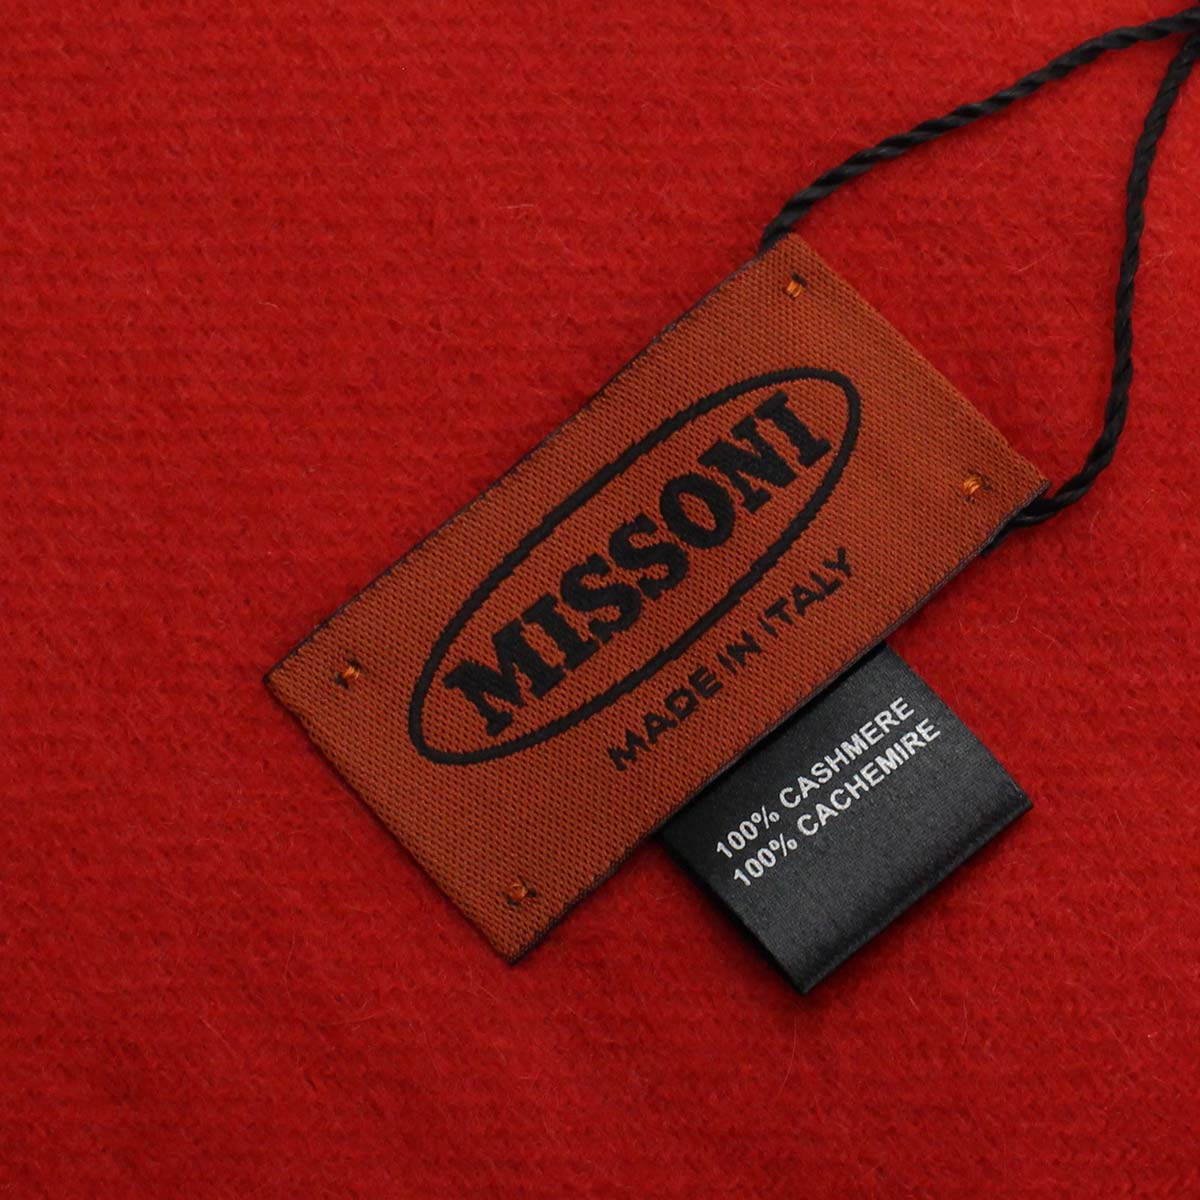 MISSONI
MADE IN ITALY
100% CASHMERE
100% CACHEMIRE